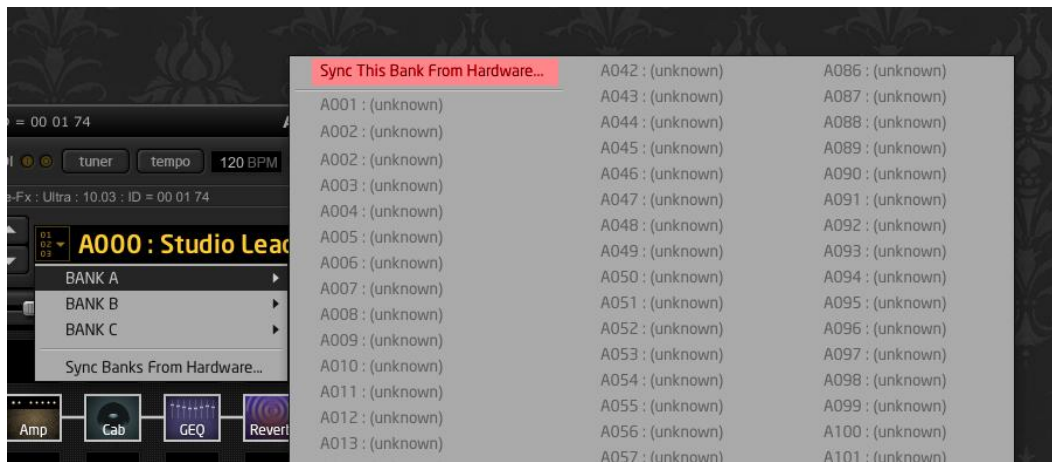 Sync This Bank From Hardware...
A001 : (unknown)
A002 : (unknown)
A002 : (unknown)
A003 : (unknown)
A004 : (unknown)
A005 : (unknown)
A006 : (unknown)
A007 : (unknown)
A008 : (unknown)
A009 : (unknown)
A010 : (unknown)
A011 : (unknown)
A012 : (unknown)
A013 : (unknown)
A042 : (unknown)
A043 : (unknown)
A044 : (unknown)
A045 : (unknown)
A046 : (unknown)
A047 : (unknown)
A048 : (unknown)
A049 : (unknown)
A050 : (unknown)
A051 : (unknown)
A052 : (unknown)
A053 : (unknown)
A054 : (unknown)
A055 : (unknown)
A056 : (unknown)
A057 : (unknown)
A086 : (unknown)
A087 : (unknown)
A088 : (unknown)
A089 : (unknown)
A090 : (unknown)
A091 : (unknown)
A092 : (unknown)
A093 : (unknown)
A094 : (unknown)
A095 : (unknown)
A096 : (unknown)
A097 : (unknown)
A098 : (unknown)
A099 : (unknown)
A100 : (unknown)
A101 : (unknown)
= 00 01 74
tuner tempo 120 BPM
e-Fx : Ultra : 10.03 : ID = 00 01 74
01
02
03
A000 : Studio Lead
BANK A
BANK B
BANK C
Sync Banks From Hardware...
Amp Cab GEQ Reverb